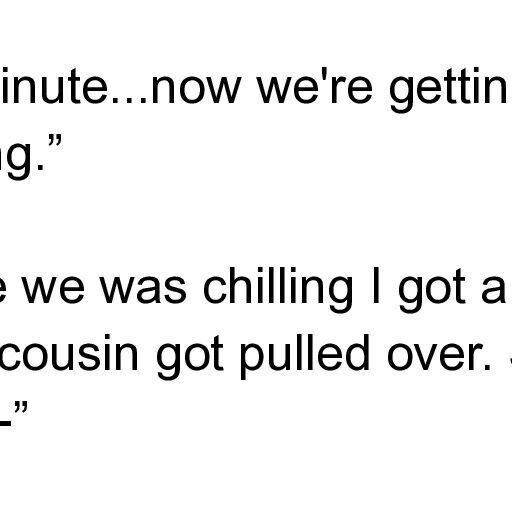 inute...now we're gettin
g.”
we was chilling I got a
cousin got pulled over.
-”